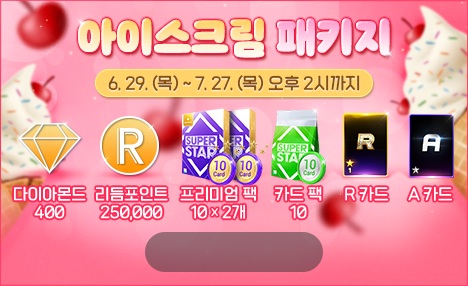 아이스크림 패키지
6. 29. (목) ~ 7. 27. (목) 오후 2시까지
R
SUPER STAR
10 Card
10 Card
SUPER STAR
10 Card
R
1
A
다이아몬드 400
리듬포인트 250,000
프리미엄 팩 10 × 2개
카드 팩 10
R 카드
A 카드